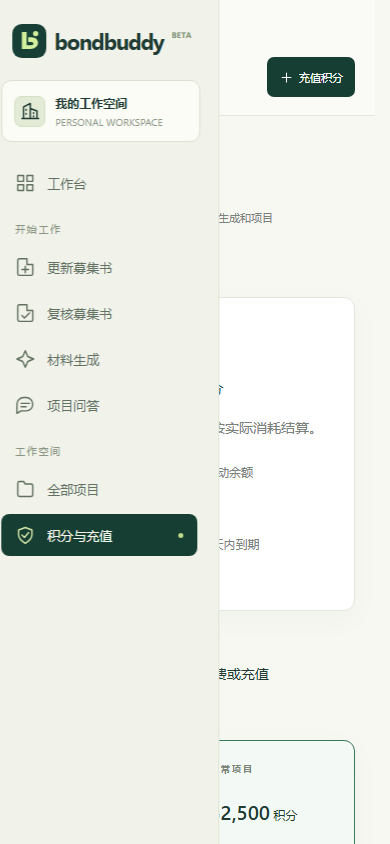 bondbuddy BETA
充值积分
我的工作空间
PERSONAL WORKSPACE
工作台
生成和项目
开始工作
更新募集书
复核募集书
材料生成
按实际消耗结算。
项目问答
工作空间
动余额
全部项目
积分与充值
天内到期
费或充值
常项目
2,500 积分